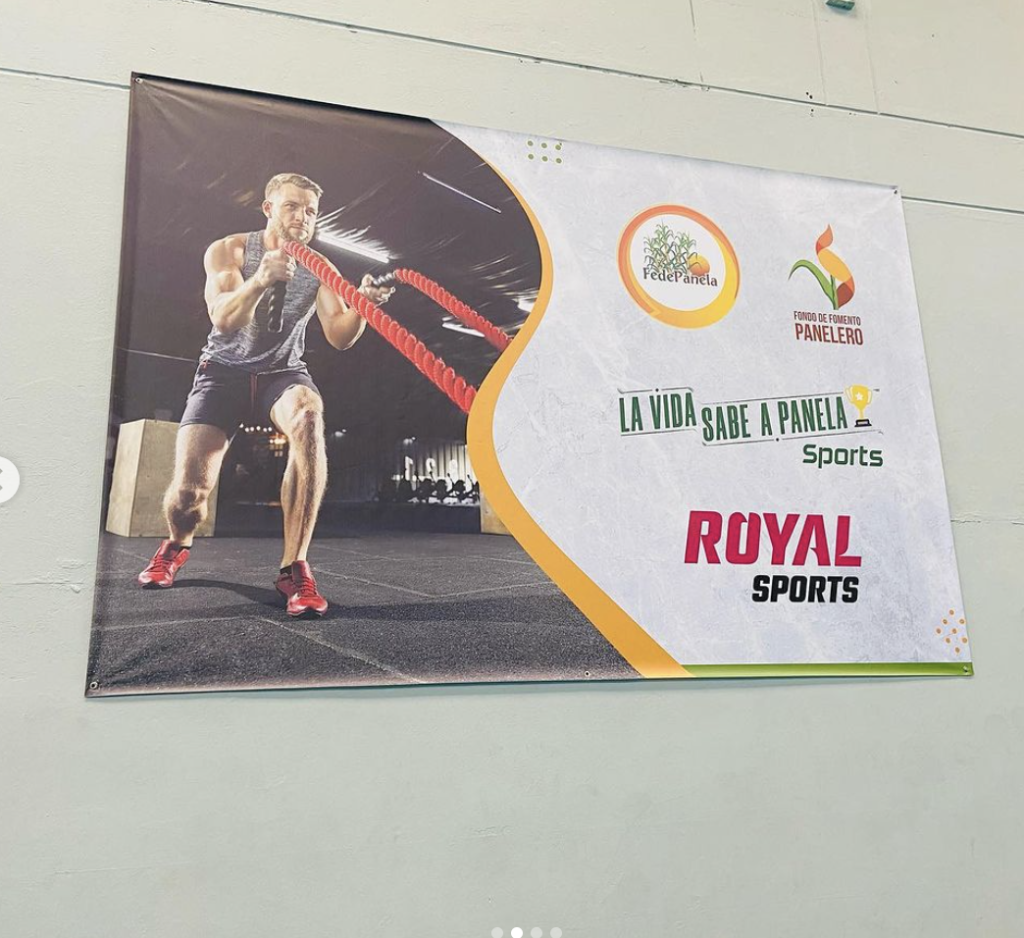 FedePanela
FONDO DE FOMENTO
PANELERO
LA VIDA SABE A PANELA
Sports
ROYAL
SPORTS